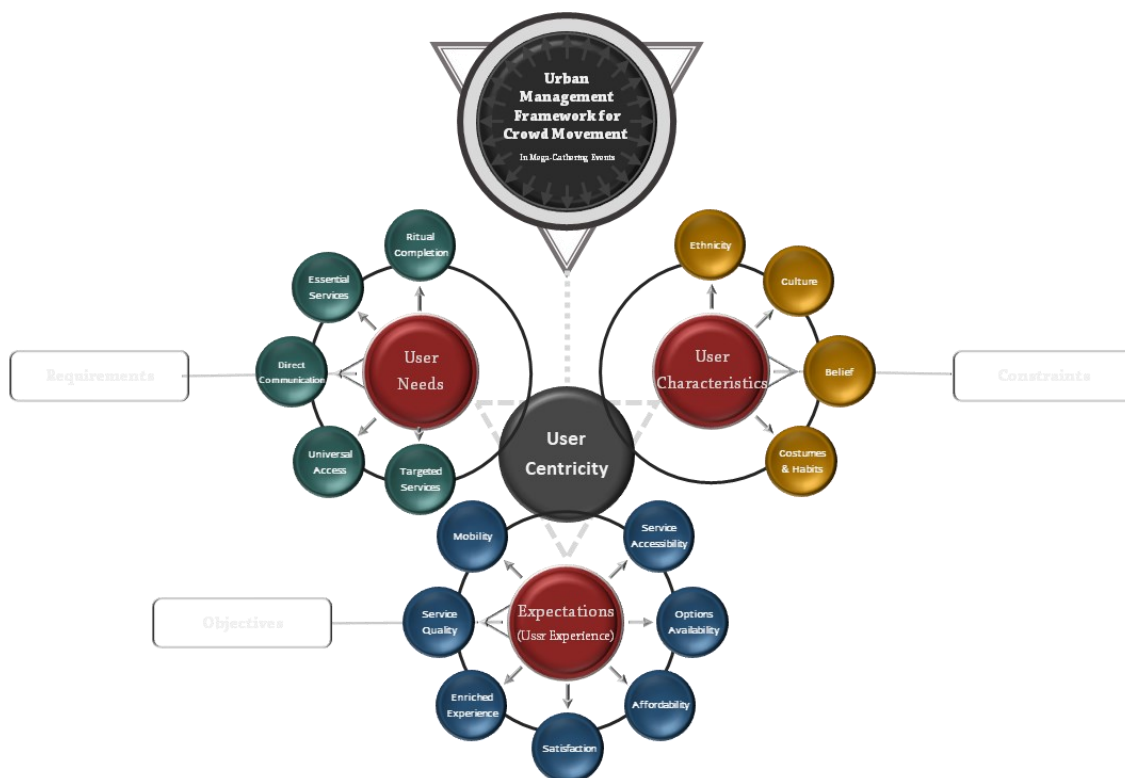 Urban
Management
Framework for
Crowd Movement
In Mega-Gathering Events
Ritual
Completion
Essential
Services
Direct
Communication
Universal
Access
Targeted
Services
User
Needs
Requirements
Ethnicity
Culture
Belief
Costumes
& Habits
User
Characteristics
Constraints
User
Centricity
Mobility
Service
Accessibility
Service
Quality
Options
Availability
Enriched
Experience
Affordability
Satisfaction
Expectations
(Ussr Experience)
Objectives